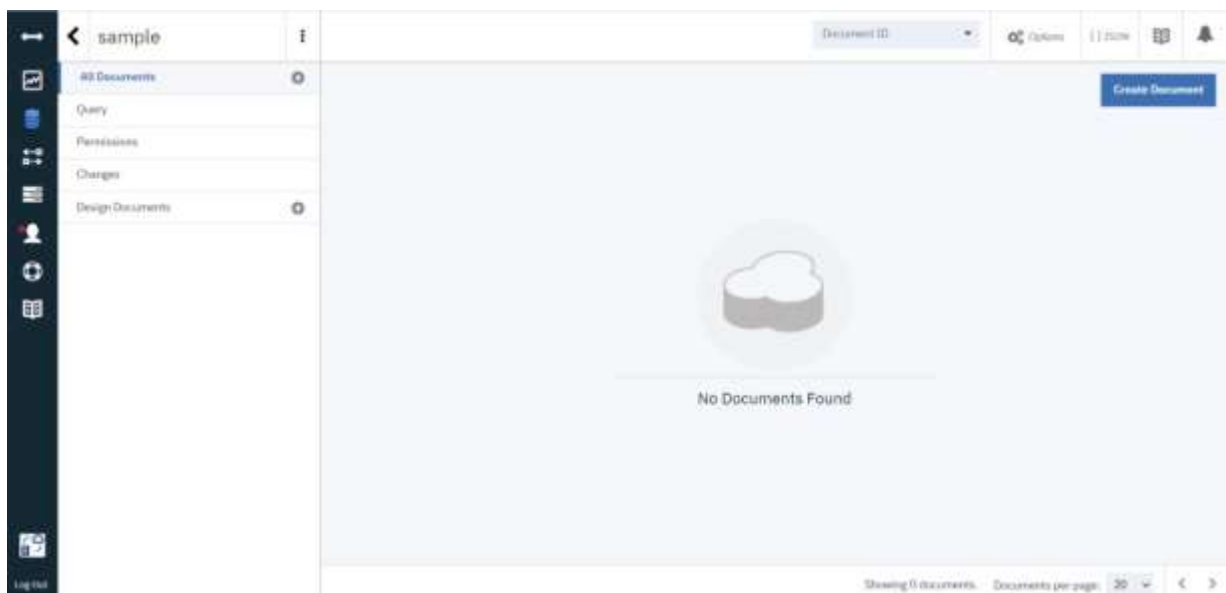 sample
Document ID
Options
{ } JSON
All Documents
Create Document
Query
Permissions
Changes
Design Documents
No Documents Found
Log Out
Showing 0 documents. Documents per page: 20